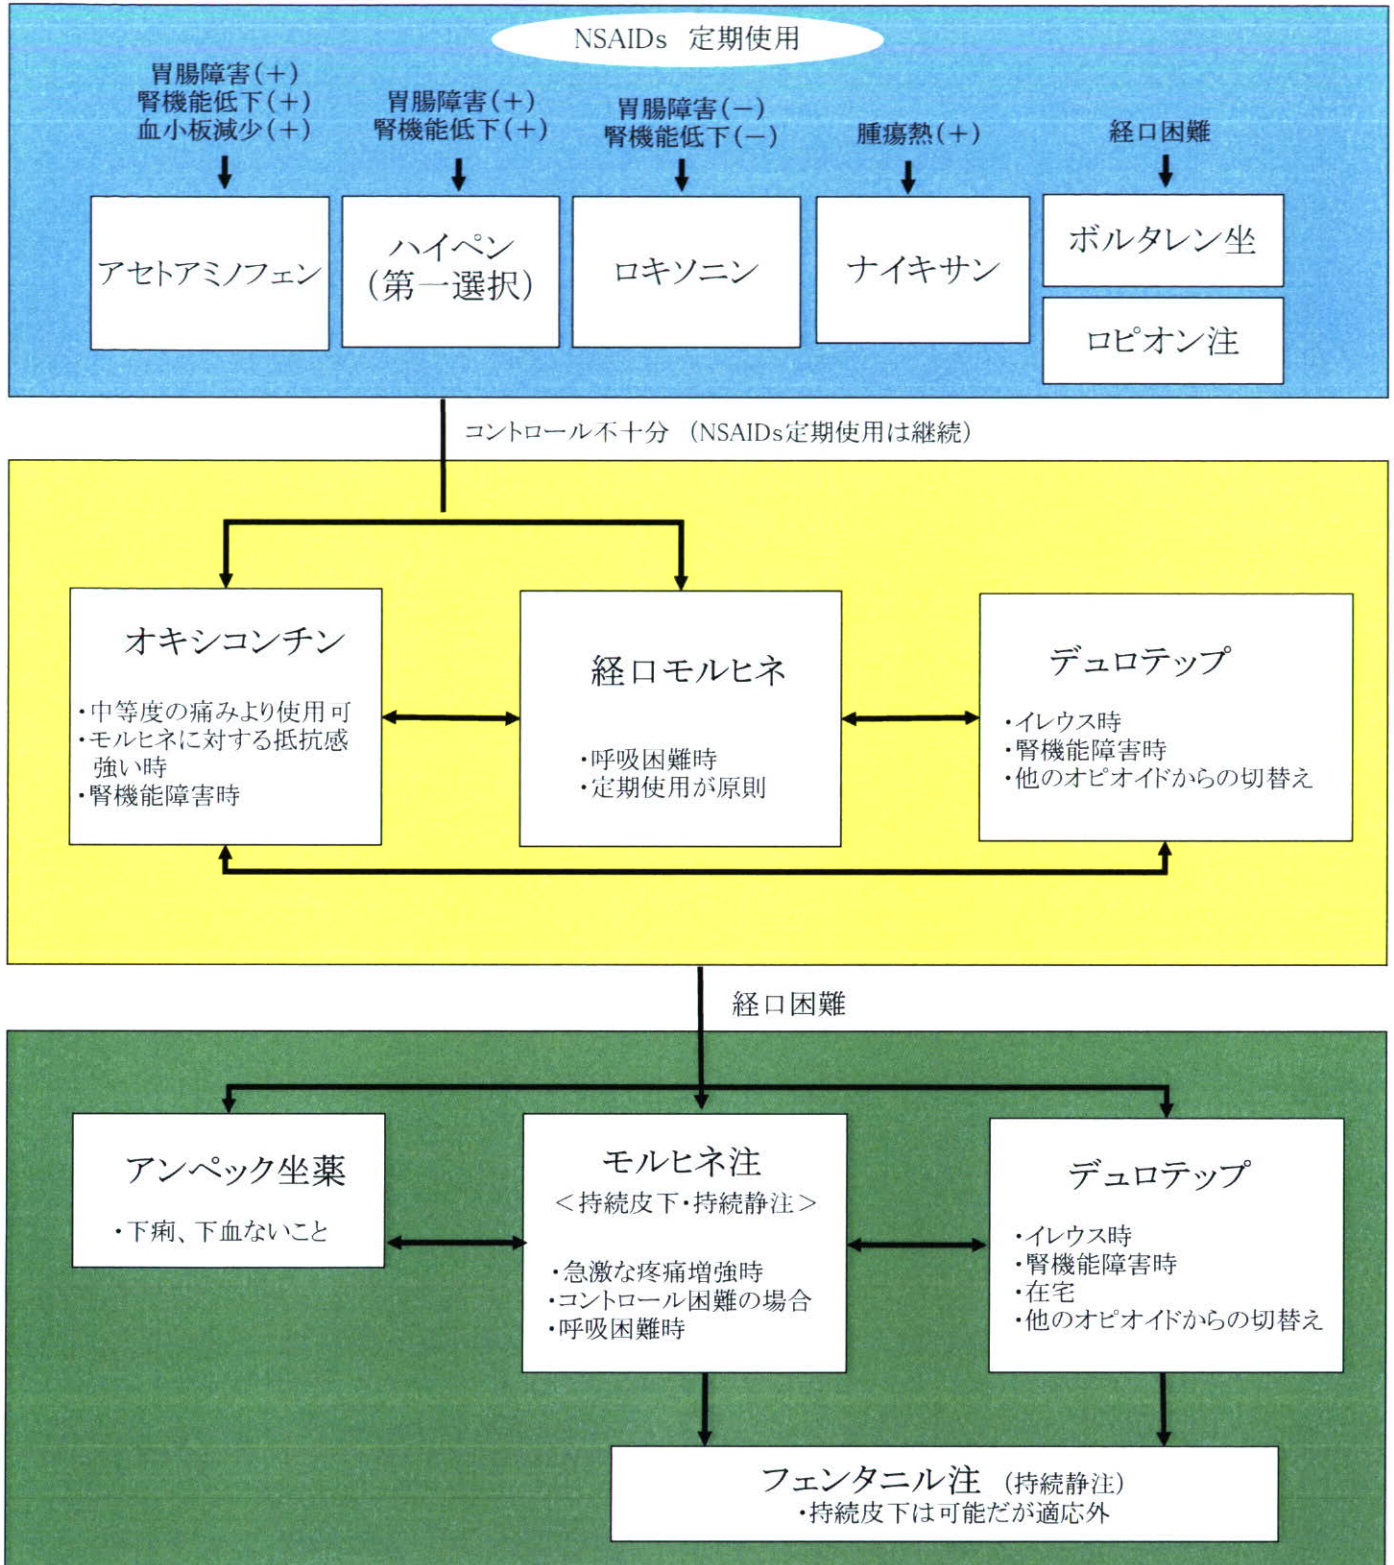 NSAIDs 定期使用
胃腸障害(+)
腎機能低下(+)
血小板減少(+)
胃腸障害(+)
腎機能低下(+)
胃腸障害(－)
腎機能低下(－)
腫瘍熱(+)
経口困難
アセトアミノフェン
ハイペン
(第一選択)
ロキソニン
ナイキサン
ボルタレン坐
ロピオン注
コントロール不十分 (NSAIDs定期使用は継続)
オキシコンチン
・中等度の痛みより使用可
・モルヒネに対する抵抗感
強い時
・腎機能障害時
経口モルヒネ
・呼吸困難時
・定期使用が原則
デュロテップ
・イレウス時
・腎機能障害時
・他のオピオイドからの切替え
経口困難
アンペック坐薬
・下痢、下血ないこと
モルヒネ注
＜持続皮下・持続静注＞
・急激な疼痛増強時
・コントロール困難の場合
・呼吸困難時
デュロテップ
・イレウス時
・腎機能障害時
・在宅
・他のオピオイドからの切替え
フェンタニル注 (持続静注)
・持続皮下は可能だが適応外